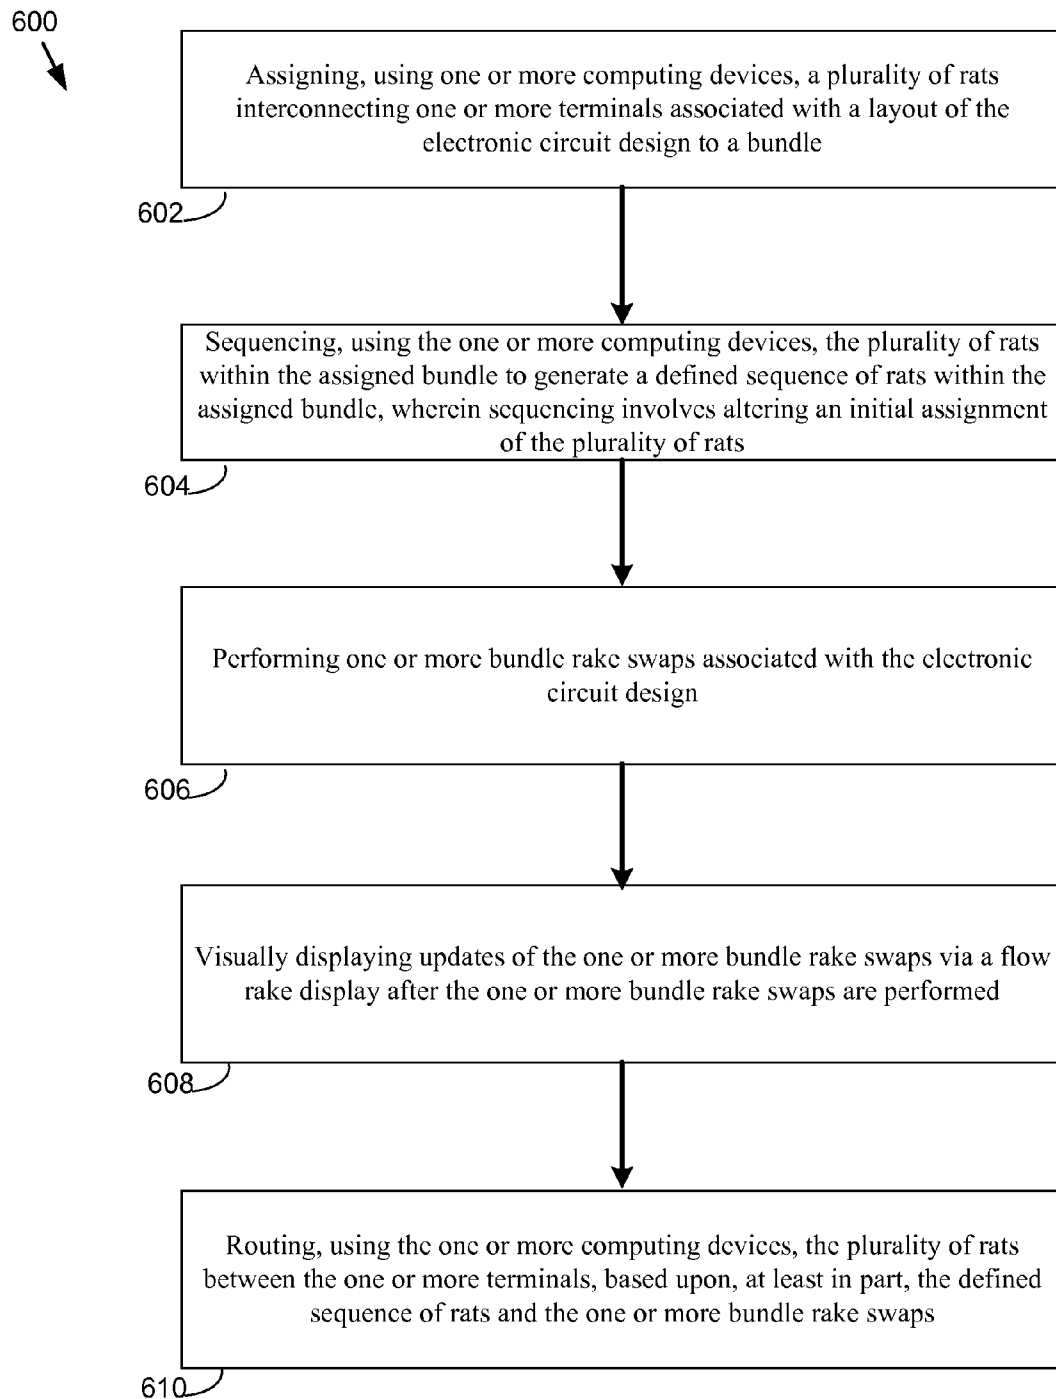 600
Assigning, using one or more computing devices, a plurality of rats
interconnecting one or more terminals associated with a layout of the
electronic circuit design to a bundle
602
Sequencing, using the one or more computing devices, the plurality of rats
within the assigned bundle to generate a defined sequence of rats within the
assigned bundle, wherein sequencing involves altering an initial assignment
of the plurality of rats
604
Performing one or more bundle rake swaps associated with the electronic
circuit design
606
Visually displaying updates of the one or more bundle rake swaps via a flow
rake display after the one or more bundle rake swaps are performed
608
Routing, using the one or more computing devices, the plurality of rats
between the one or more terminals, based upon, at least in part, the defined
sequence of rats and the one or more bundle rake swaps
610